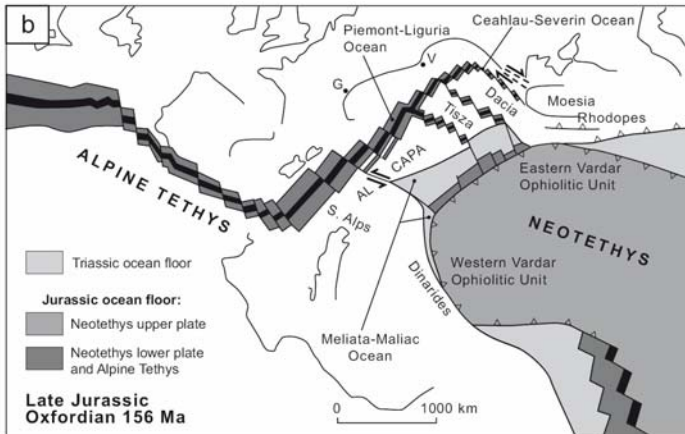 b
Ceahlau-Severin Ocean
Piemont-Liguria
Ocean
V
G
Dacia
Tisza
Moesia
Rhodopes
CAPA
AL
ALPINE TETHYS
S. Alps
Eastern Vardar
Ophiolitic Unit
NEOTETHYS
Western Vardar
Ophiolitic Unit
Dinarides
Meliata-Maliac
Ocean
Triassic ocean floor
Jurassic ocean floor:
Neotethys upper plate
Neotethys lower plate
and Alpine Tethys
Late Jurassic
Oxfordian 156 Ma
0 1000 km